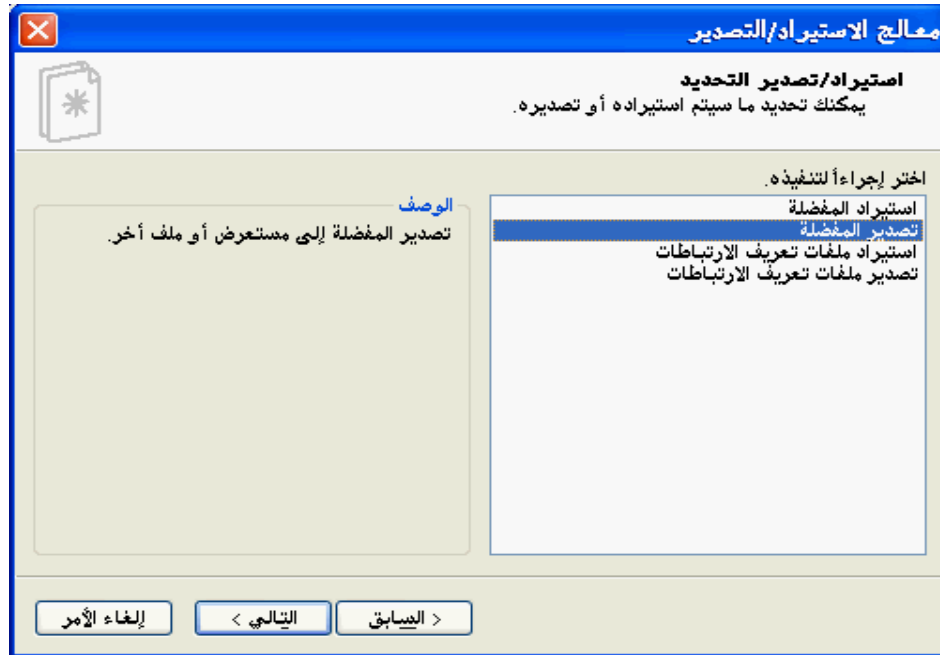 معالج الاستيراد/التصدير
استيراد/تصدير التحديد
يمكنك تحديد ما سيتم استيراده أو تصديره.
اختر إجراءاً لتنفيذه.
استيراد المفضلة
تصدير المفضلة
استيراد ملفات تعريف الارتباطات
تصدير ملفات تعريف الارتباطات
الوصف
تصدير المفضلة إلى مستعرض أو ملف أخر.
< السابق
التالي >
إلغاء الأمر